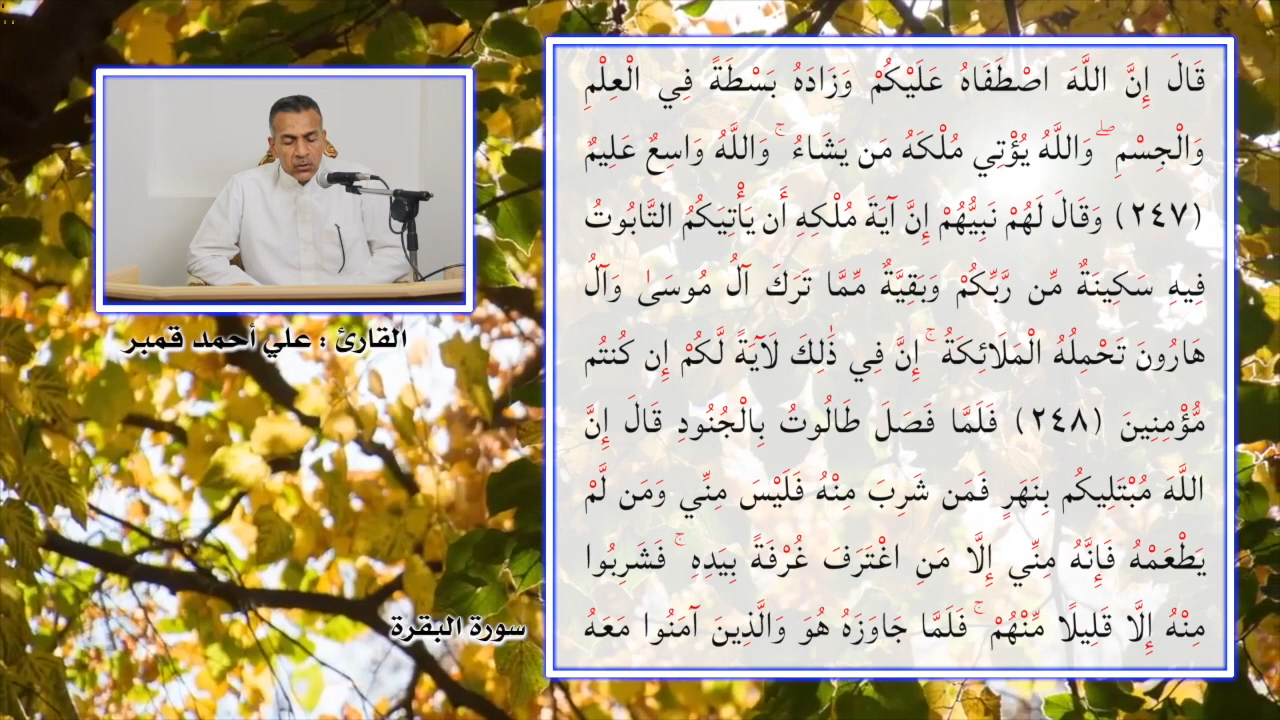 قَالَ إِنَّ اللَّهَ اصْطَفَاهُ عَلَيْكُمْ وَزَادَهُ بَسْطَةً فِي الْعِلْمِ
وَالْجِسْمِ ۖ وَاللَّهُ يُؤْتِي مُلْكَهُ مَن يَشَاءُ ۚ وَاللَّهُ وَاسِعٌ عَلِيمٌ
(٢٤٧) وَقَالَ لَهُمْ نَبِيُّهُمْ إِنَّ آيَةَ مُلْكِهِ أَن يَأْتِيَكُمُ التَّابُوتُ
فِيهِ سَكِينَةٌ مِّن رَّبِّكُمْ وَبَقِيَّةٌ مِّمَّا تَرَكَ آلُ مُوسَىٰ وَآلُ
هَارُونَ تَحْمِلُهُ الْمَلَائِكَةُ ۚ إِنَّ فِي ذَٰلِكَ لَآيَةً لَّكُمْ إِن كُنتُم
مُّؤْمِنِينَ (٢٤٨) فَلَمَّا فَصَلَ طَالُوتُ بِالْجُنُودِ قَالَ إِنَّ
اللَّهَ مُبْتَلِيكُم بِنَهَرٍ فَمَن شَرِبَ مِنْهُ فَلَيْسَ مِنِّي وَمَن لَّمْ
يَطْعَمْهُ فَإِنَّهُ مِنِّي إِلَّا مَنِ اغْتَرَفَ غُرْفَةً بِيَدِهِ ۚ فَشَرِبُوا
مِنْهُ إِلَّا قَلِيلًا مِّنْهُمْ ۚ فَلَمَّا جَاوَزَهُ هُوَ وَالَّذِينَ آمَنُوا مَعَهُ
القارئ : علي أحمد قمبر
سورة البقرة